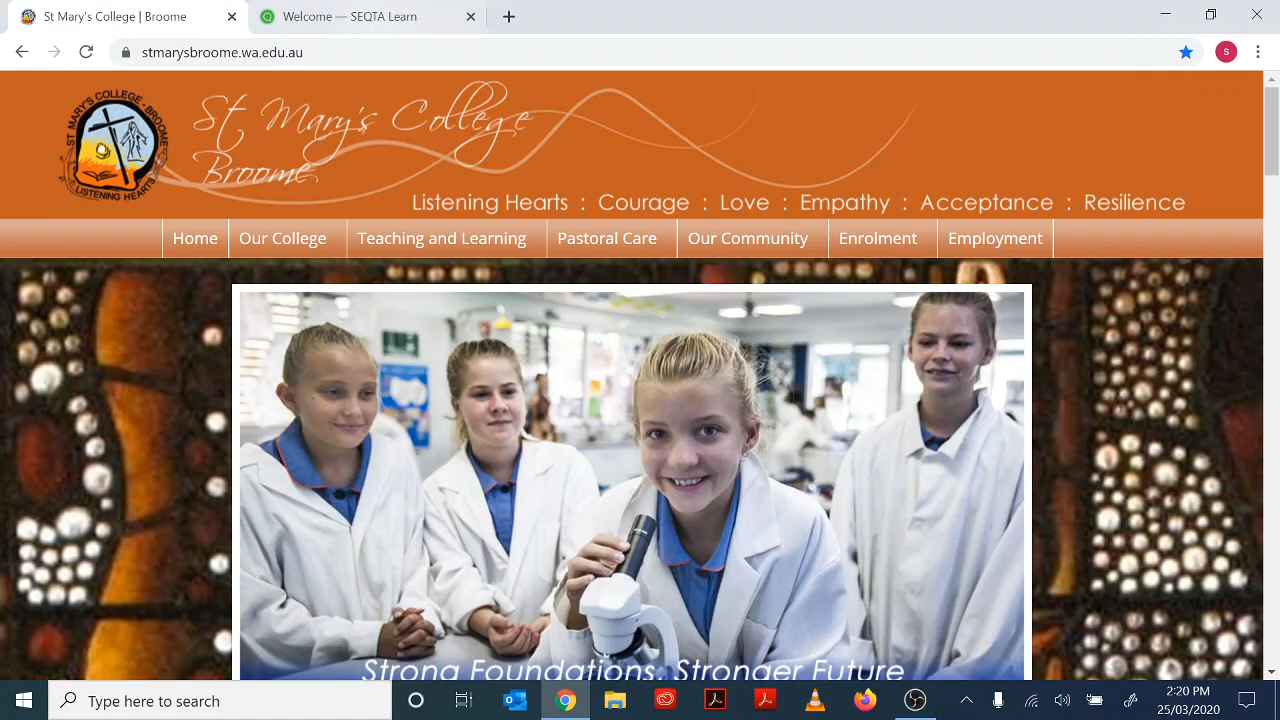 St Mary's College | Broome
Welcome — SEQTA Learn
stmarysbroome.wa.edu.au
S
ST MARY'S COLLEGE · BROOME
LISTENING HEARTS
St Mary's College
Broome
Listening Hearts : Courage : Love : Empathy : Acceptance : Resilience
Home Our College Teaching and Learning Pastoral Care Our Community Enrolment Employment
Strong Foundations, Stronger Future
Type here to search
2:20 PM
25/03/2020